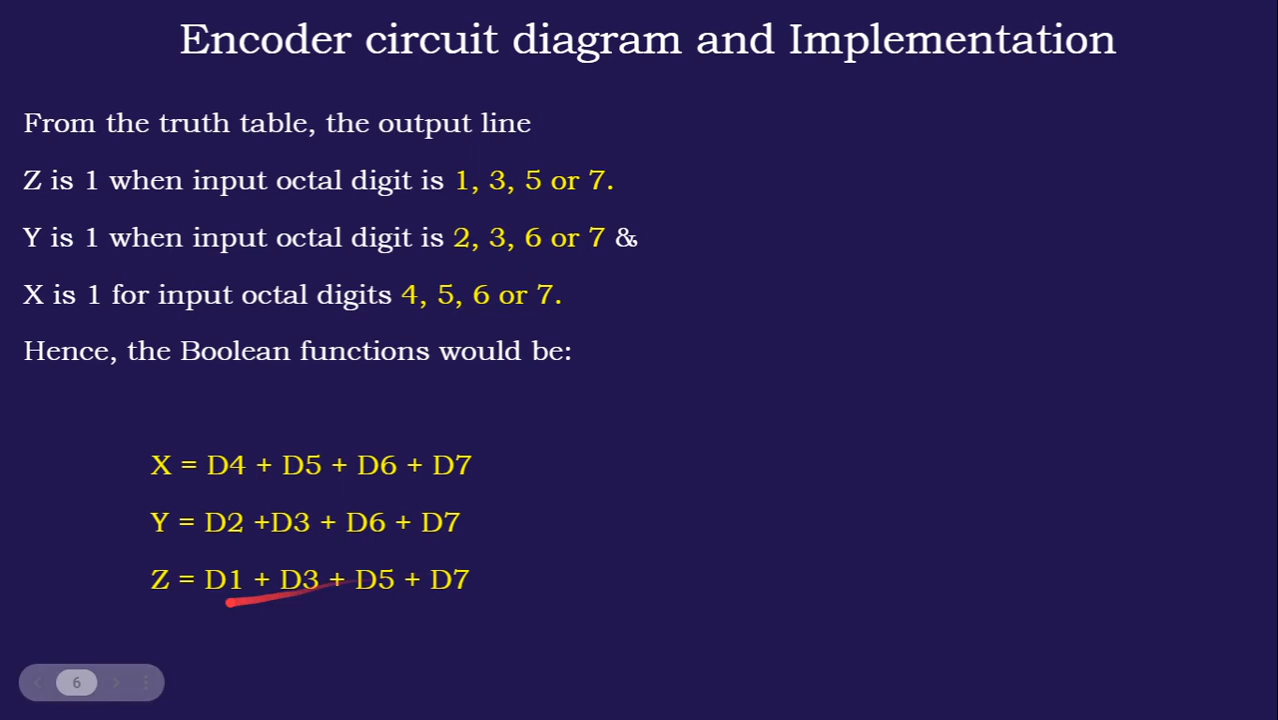 Encoder circuit diagram and Implementation
From the truth table, the output line
Z is 1 when input octal digit is 1, 3, 5 or 7.
Y is 1 when input octal digit is 2, 3, 6 or 7 &
X is 1 for input octal digits 4, 5, 6 or 7.
Hence, the Boolean functions would be:
X = D4 + D5 + D6 + D7
Y = D2 +D3 + D6 + D7
Z = D1 + D3 + D5 + D7
6